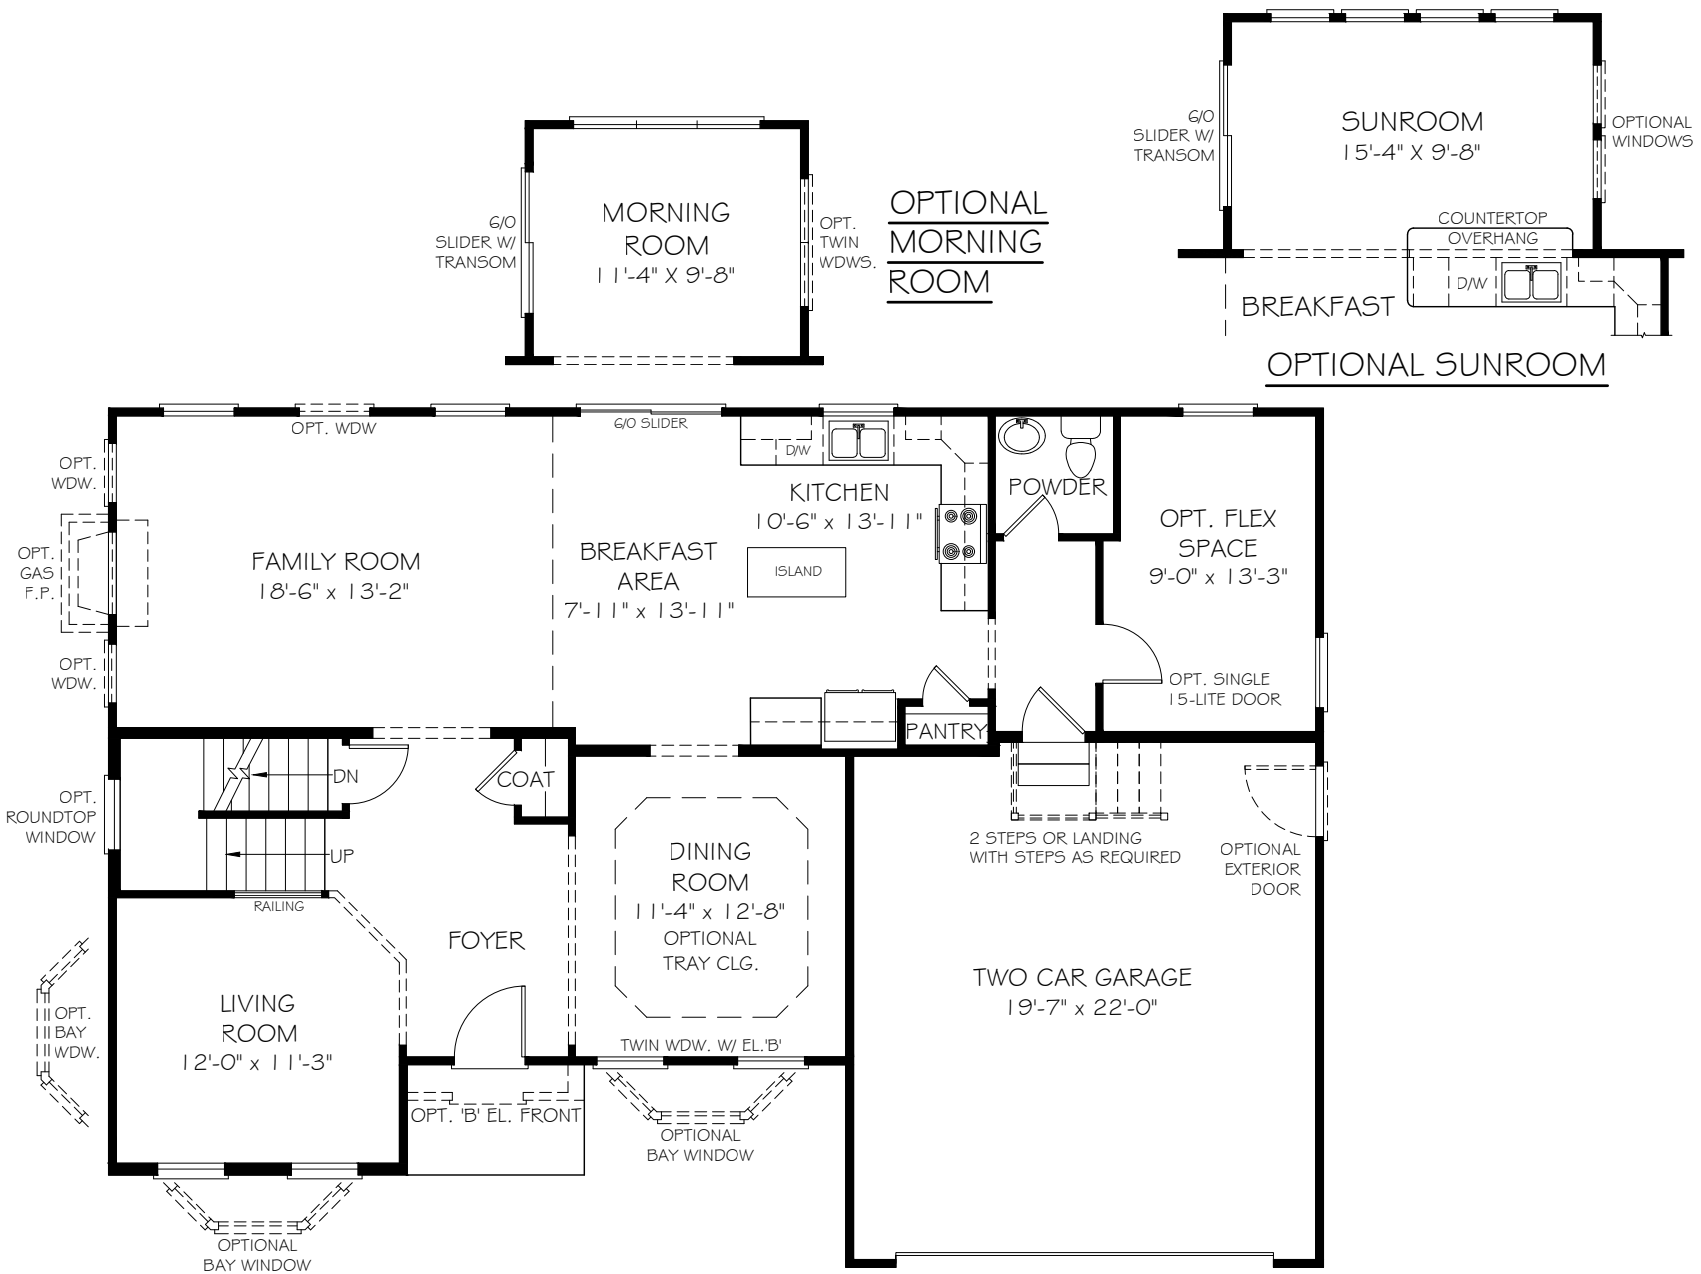 6/0
SLIDER W/
TRANSOM
SUNROOM
15'-4" X 9'-8"
OPTIONAL
WINDOWS
COUNTERTOP
OVERHANG
D/W
BREAKFAST
OPTIONAL SUNROOM
6/0
SLIDER W/
TRANSOM
MORNING
ROOM
11'-4" X 9'-8"
OPT.
TWIN
WDWS.
OPTIONAL
MORNING
ROOM
OPT. WDW
6/0 SLIDER
OPT.
WDW.
OPT.
GAS
F.P.
OPT.
WDW.
FAMILY ROOM
18'-6" x 13'-2"
BREAKFAST
AREA
7'-11" x 13'-11"
D/W
KITCHEN
10'-6" x 13'-11"
ISLAND
POWDER
OPT. FLEX
SPACE
9'-0" x 13'-3"
OPT. SINGLE
15-LITE DOOR
PANTRY
DN
COAT
OPT.
ROUNDTOP
WINDOW
UP
RAILING
FOYER
DINING
ROOM
11'-4" x 12'-8"
OPTIONAL
TRAY CLG.
2 STEPS OR LANDING
WITH STEPS AS REQUIRED
OPTIONAL
EXTERIOR
DOOR
TWO CAR GARAGE
19'-7" x 22'-0"
OPT.
BAY
WDW.
LIVING
ROOM
12'-0" x 11'-3"
TWIN WDW. W/ EL.'B'
OPT. 'B' EL. FRONT
OPTIONAL
BAY WINDOW
OPTIONAL
BAY WINDOW